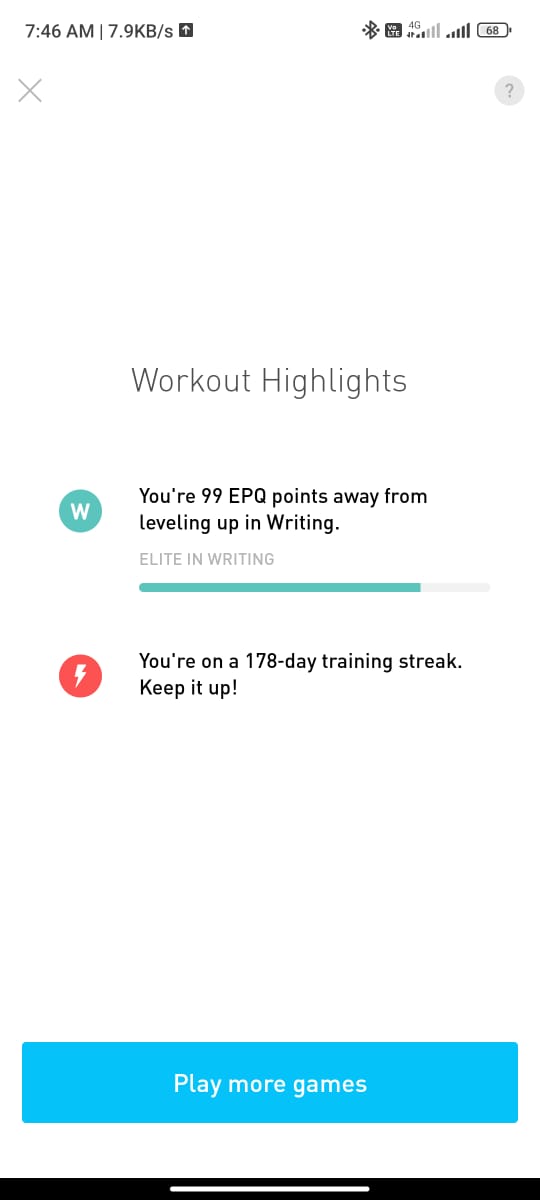 7:46 AM | 7.9KB/s
Vo LTE 4G 68
?
Workout Highlights
W
You're 99 EPQ points away from
leveling up in Writing.
ELITE IN WRITING
You're on a 178-day training streak.
Keep it up!
Play more games